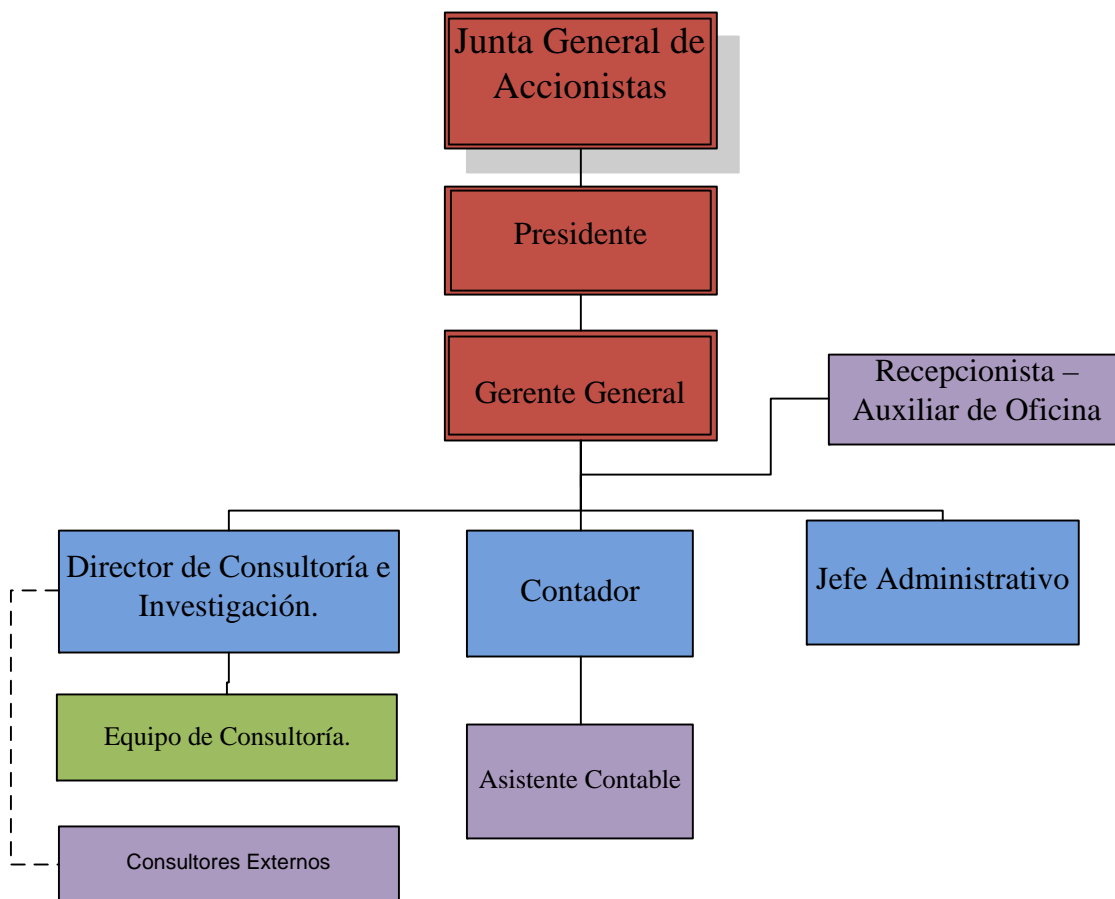 Junta General de
Accionistas
Presidente
Gerente General
Recepcionista –
Auxiliar de Oficina
Director de Consultoría e
Investigación.
Contador
Jefe Administrativo
Equipo de Consultoría.
Asistente Contable
Consultores Externos